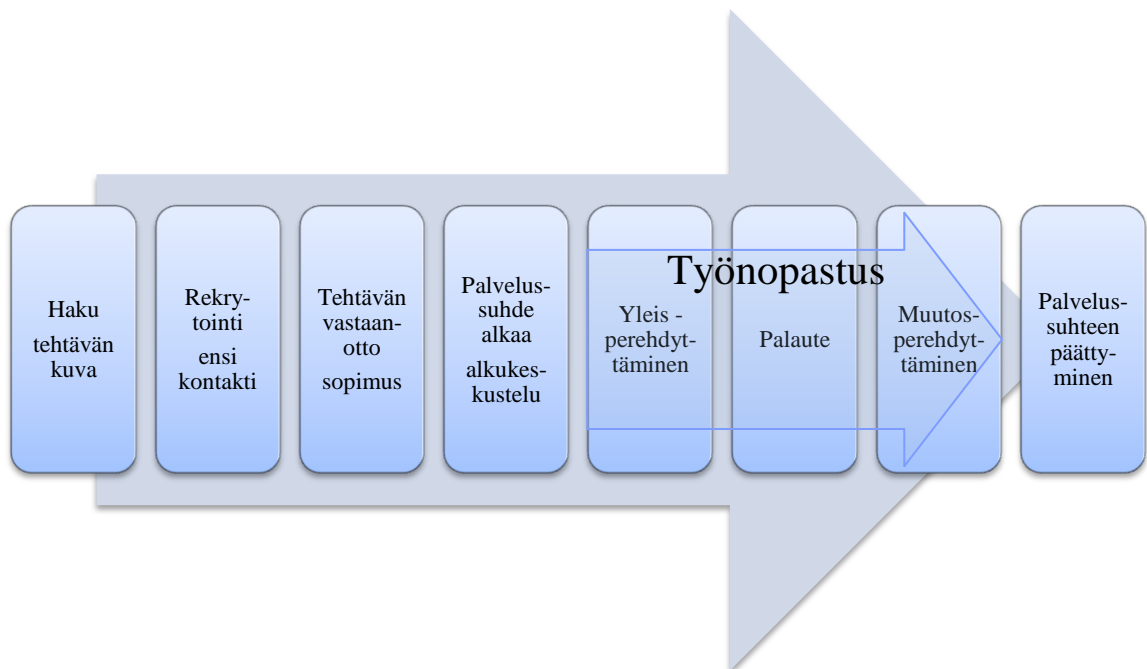 Haku
tehtävän
kuva
Rekry-
tointi
ensi
kontakti
Tehtävän
vastaan-
otto
sopimus
Palvelus-
suhde
alkaa
alkukes-
kustelu
Työnopastus
Yleis -
perehdyt-
täminen
Palaute
Muutos-
perehdyt-
täminen
Palvelus-
suhteen
päätty-
minen